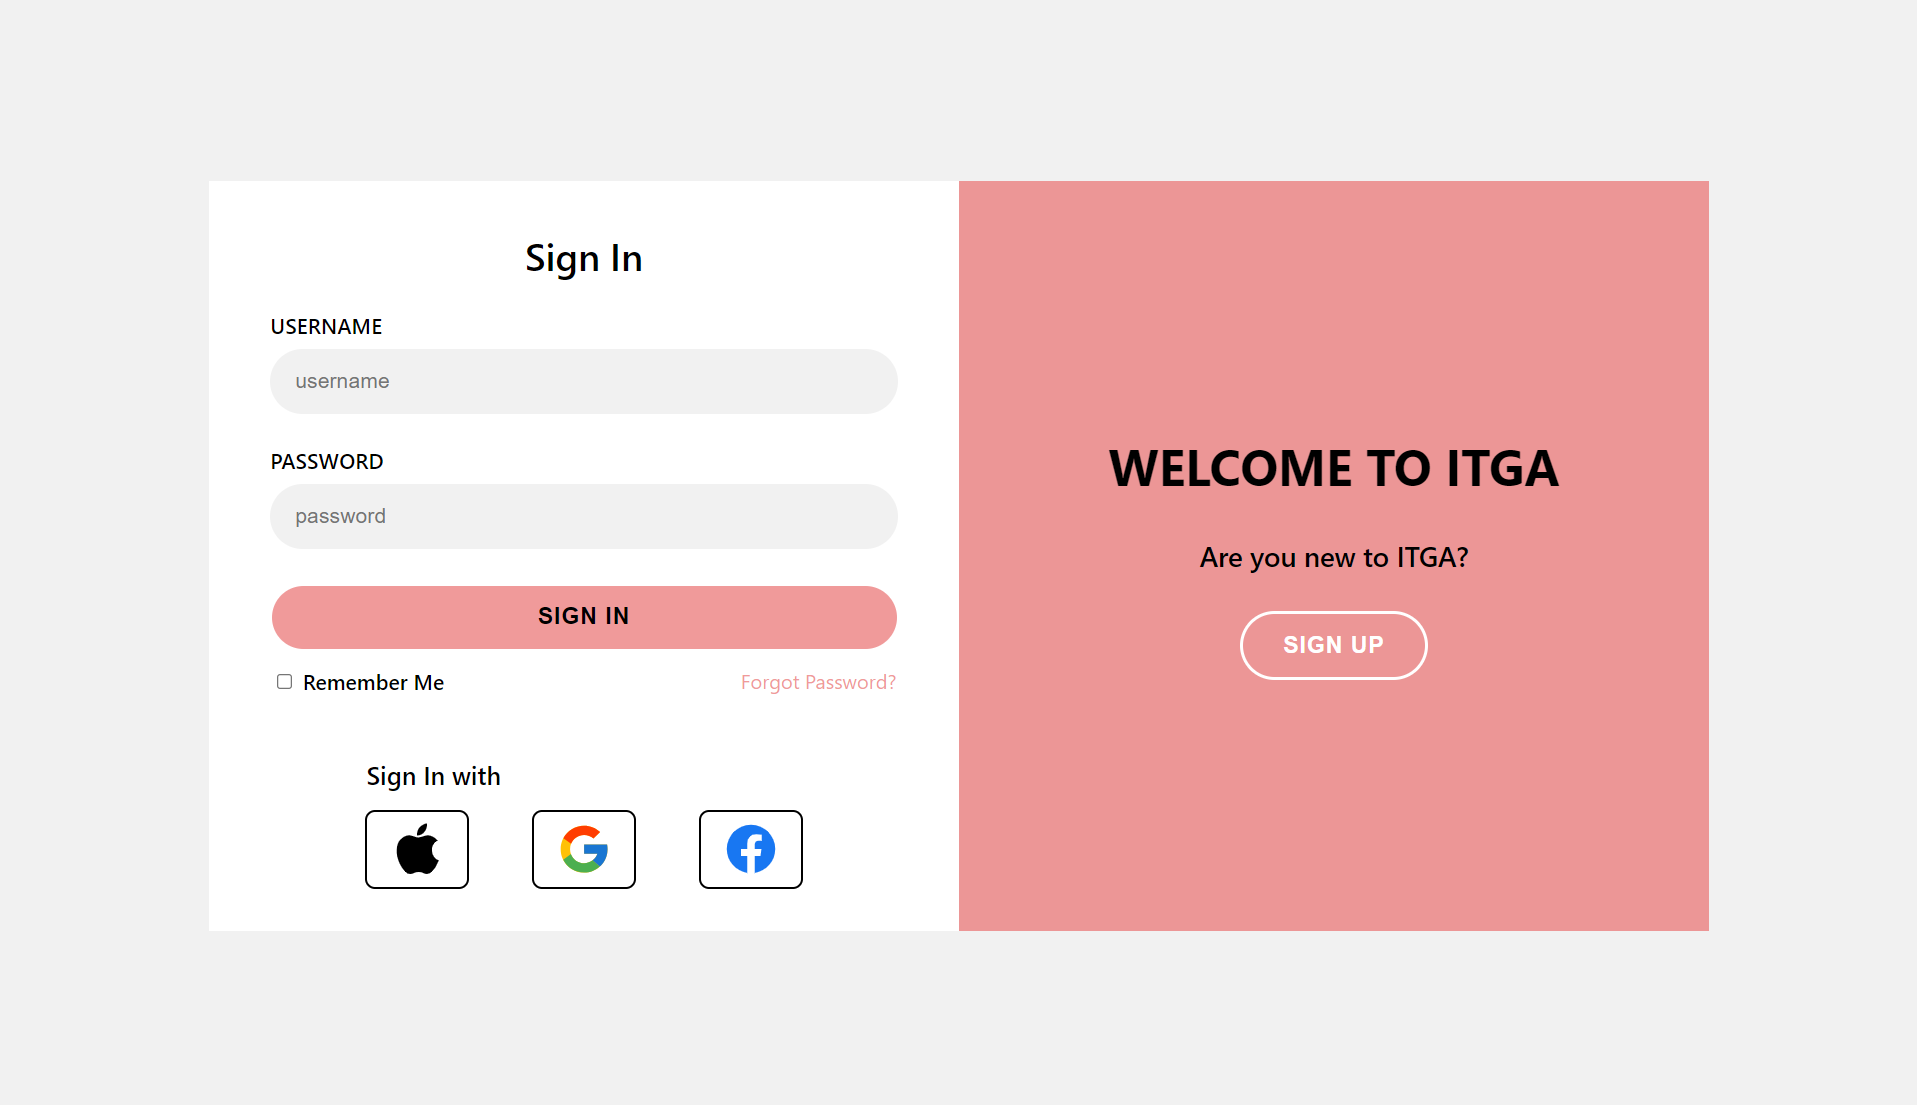 Sign In
USERNAME
username
PASSWORD
password
SIGN IN
Remember Me
Forgot Password?
Sign In with
WELCOME TO ITGA
Are you new to ITGA?
SIGN UP